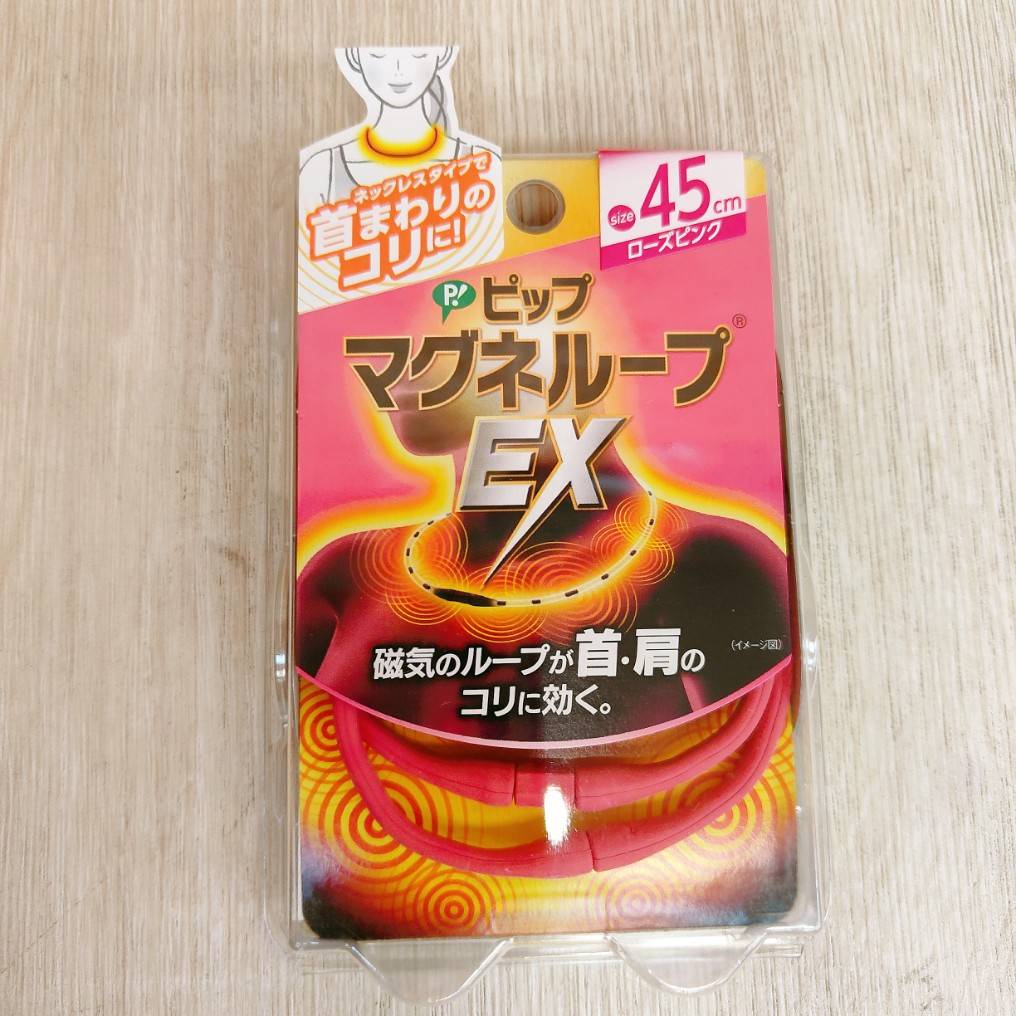 ネックレスタイプで
首まわりの
コリに!
size 45cm
ローズピンク
P! ピップ
マグネループ®
EX
磁気のループが首・肩の
コリに効く。
(イメージ図)